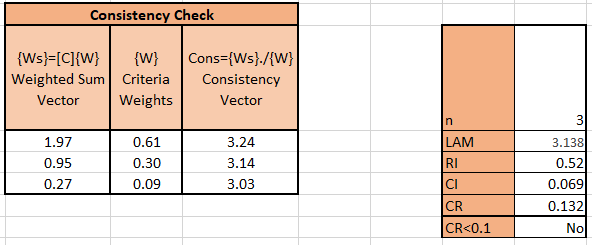 Consistency Check
{Ws}=[C]{W} Weighted Sum Vector
{W} Criteria Weights
Cons={Ws}./{W} Consistency Vector
1.97 0.61 3.24
0.95 0.30 3.14
0.27 0.09 3.03
n 3
LAM 3.138
RI 0.52
CI 0.069
CR 0.132
CR<0.1 No